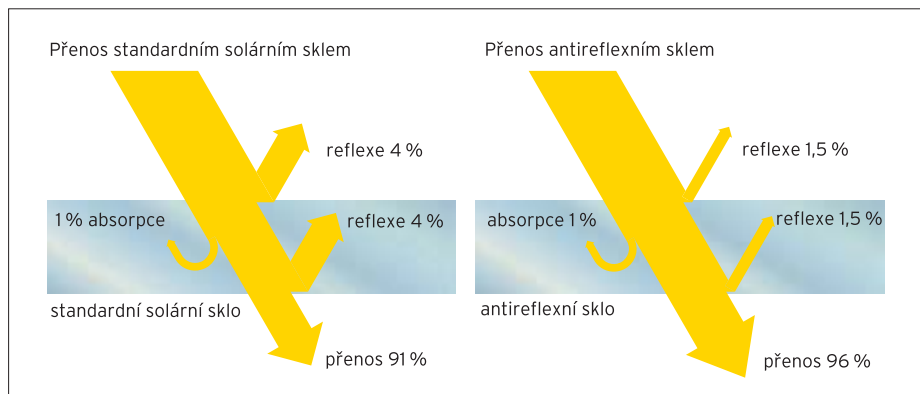 Přenos standardním solárním sklem
reflexe 4 %
1 % absorpce
reflexe 4 %
standardní solární sklo
přenos 91 %
Přenos antireflexním sklem
reflexe 1,5 %
absorpce 1 %
reflexe 1,5 %
antireflexní sklo
přenos 96 %